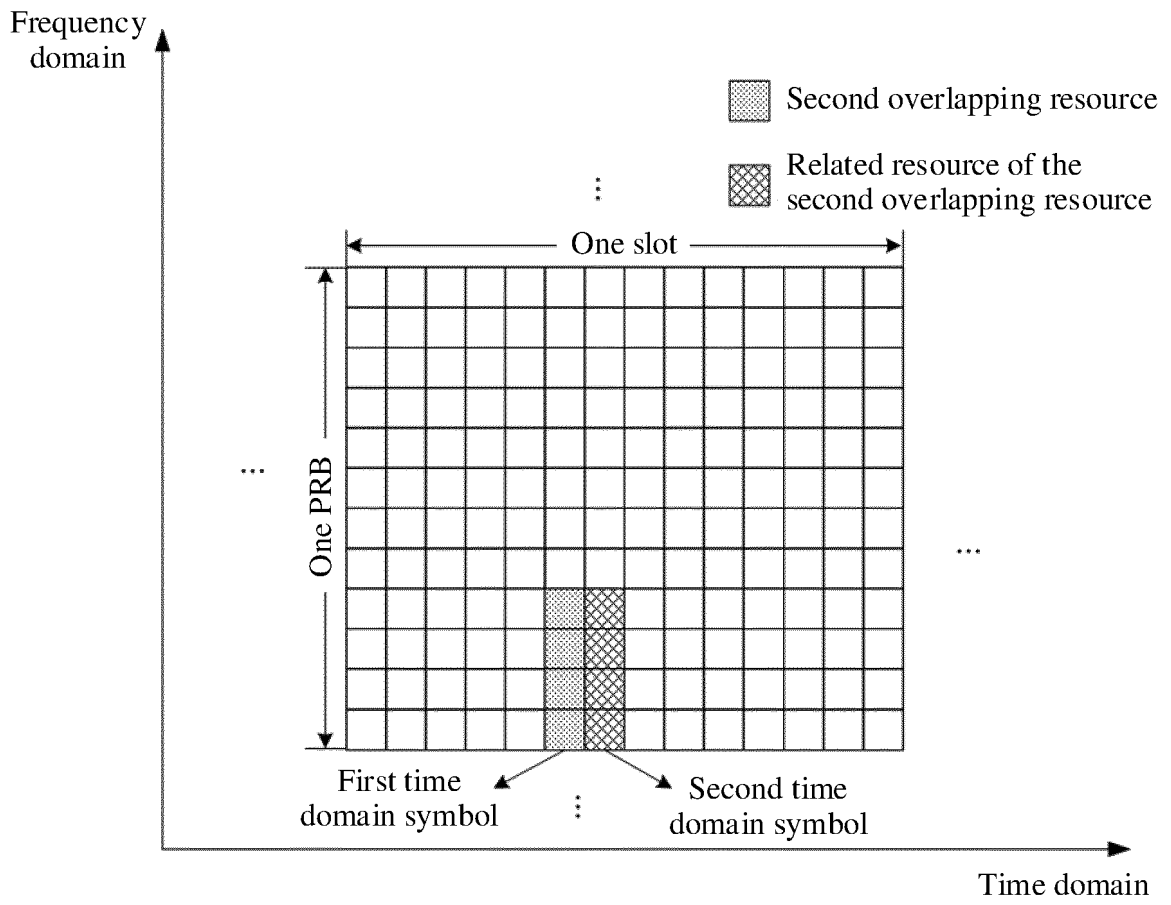 Frequency
domain
Second overlapping resource
Related resource of the
second overlapping resource
⋮
One slot
One PRB
...
...
First time
domain symbol
⋮
Second time
domain symbol
Time domain